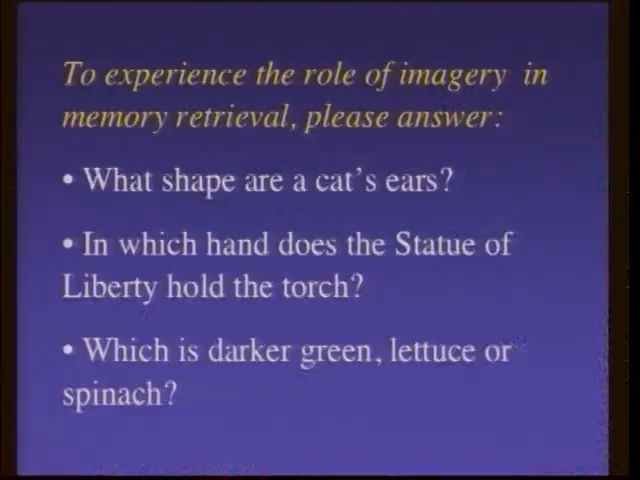 To experience the role of imagery in
memory retrieval, please answer:
• What shape are a cat's ears?
• In which hand does the Statue of
Liberty hold the torch?
• Which is darker green, lettuce or
spinach?